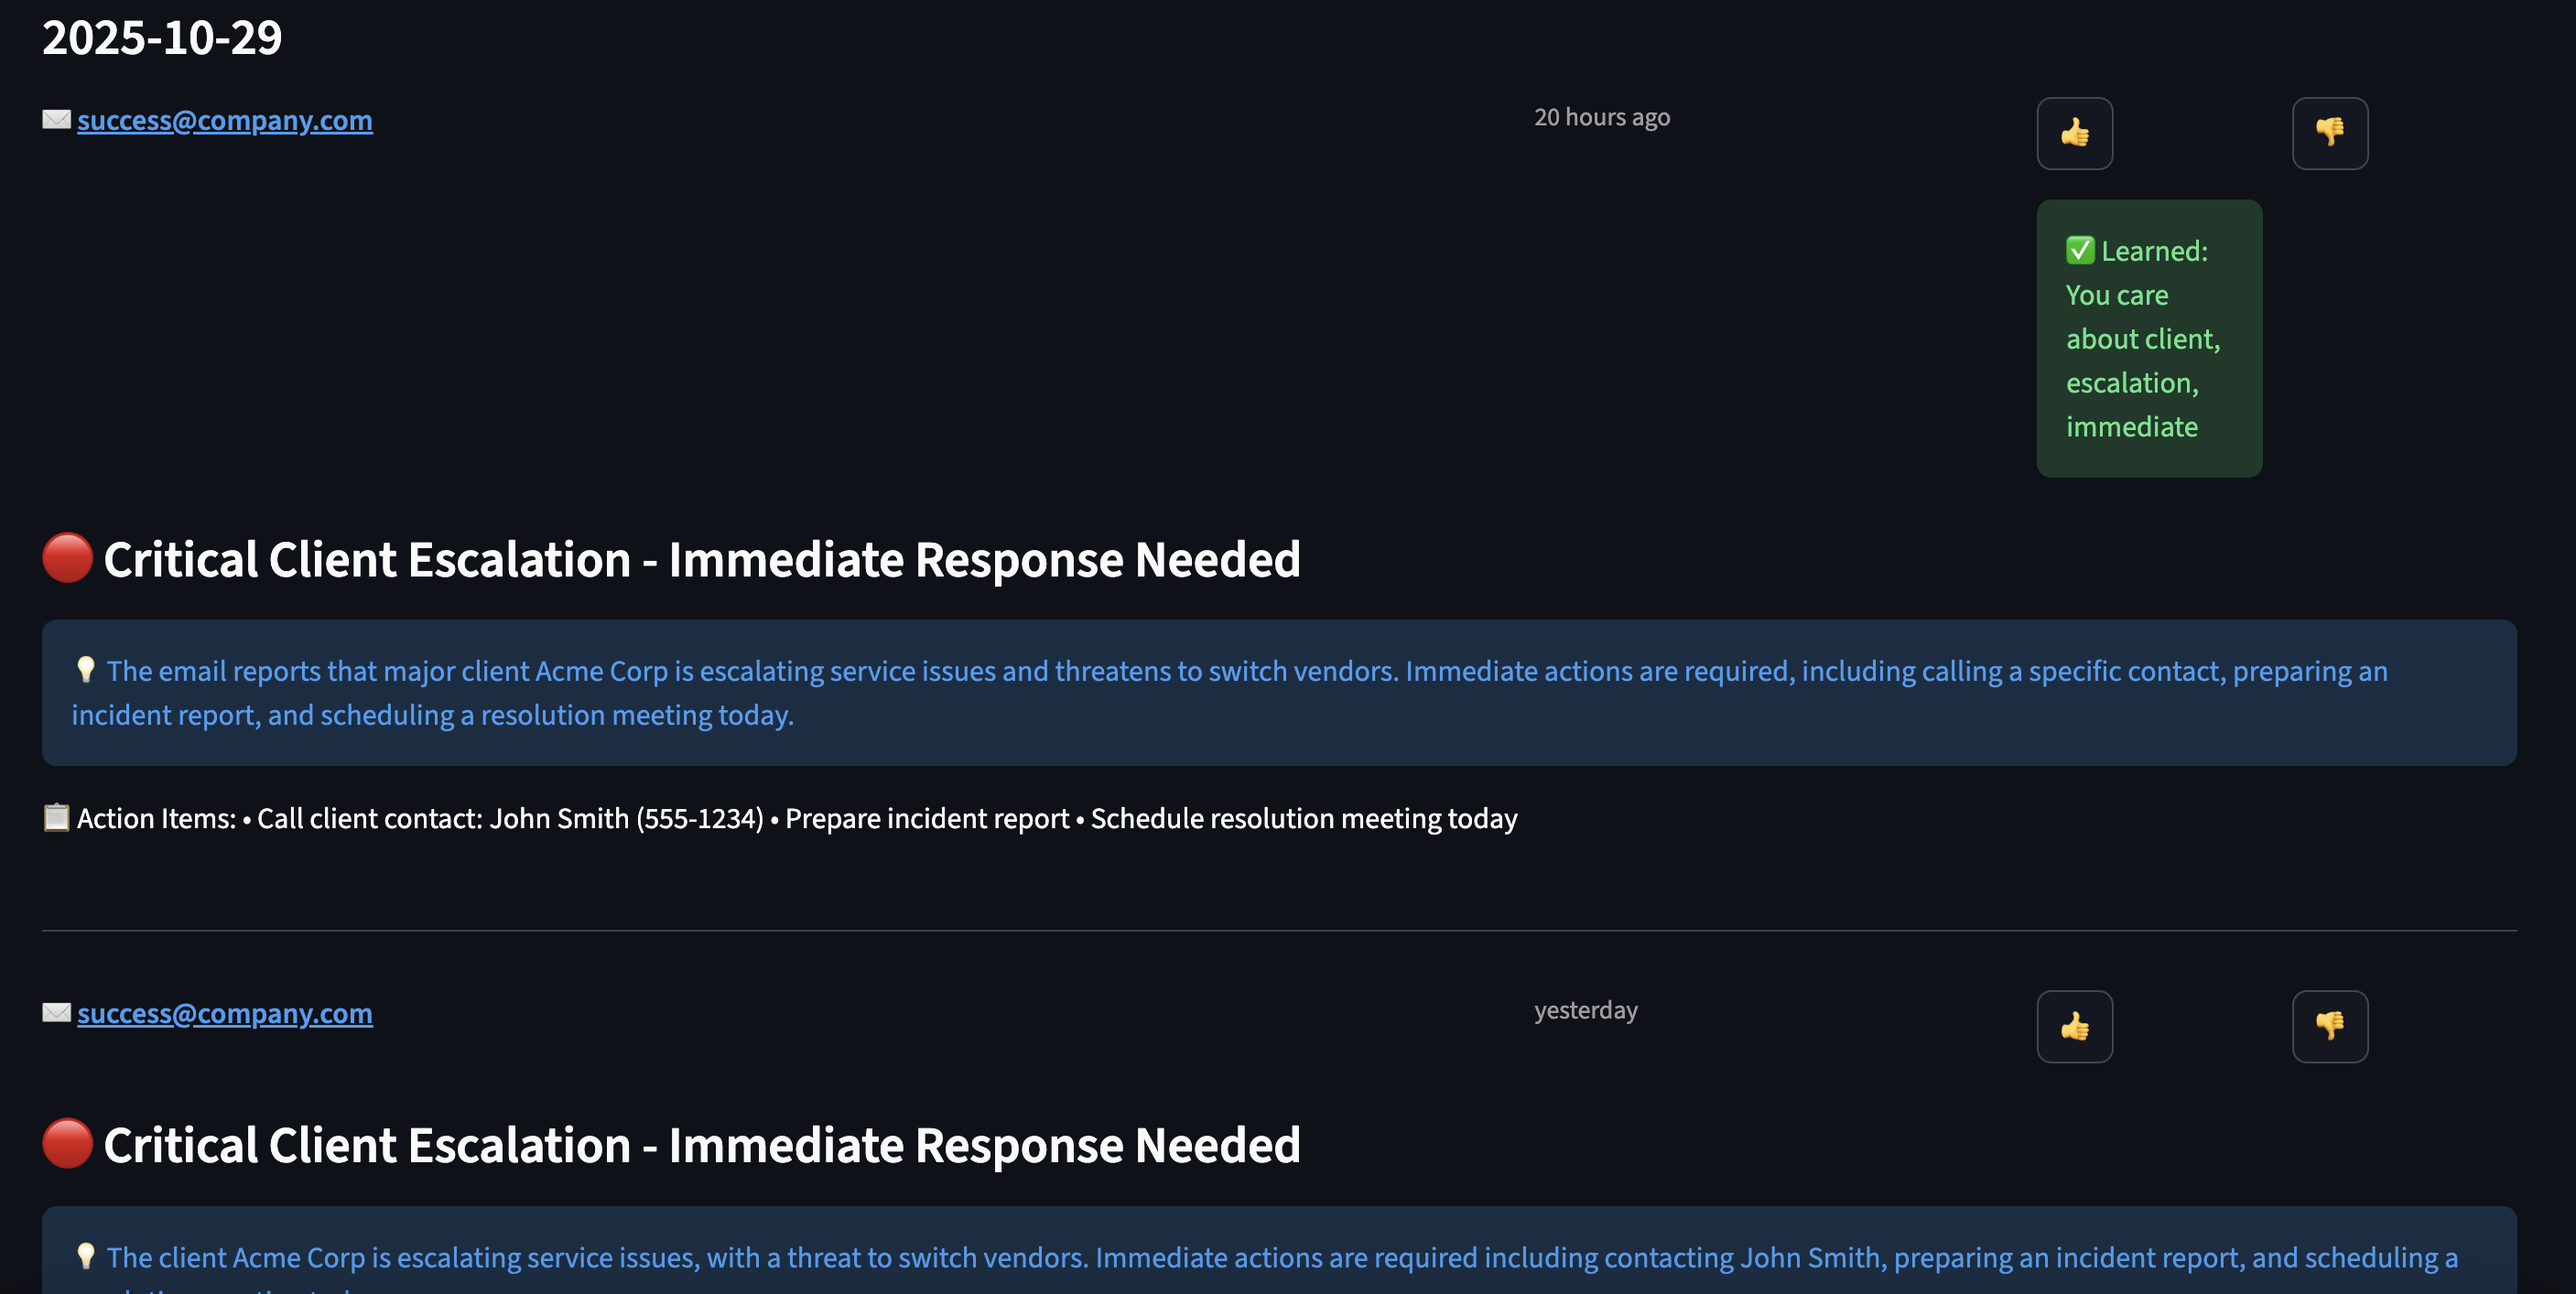 2025-10-29
✉️ success@company.com
20 hours ago
👍
👎
✅ Learned:
You care
about client,
escalation,
immediate
🔴 Critical Client Escalation - Immediate Response Needed
💡 The email reports that major client Acme Corp is escalating service issues and threatens to switch vendors. Immediate actions are required, including calling a specific contact, preparing an
incident report, and scheduling a resolution meeting today.
📋 Action Items: • Call client contact: John Smith (555-1234) • Prepare incident report • Schedule resolution meeting today
✉️ success@company.com
yesterday
👍
👎
🔴 Critical Client Escalation - Immediate Response Needed
💡 The client Acme Corp is escalating service issues, with a threat to switch vendors. Immediate actions are required including contacting John Smith, preparing an incident report, and scheduling a